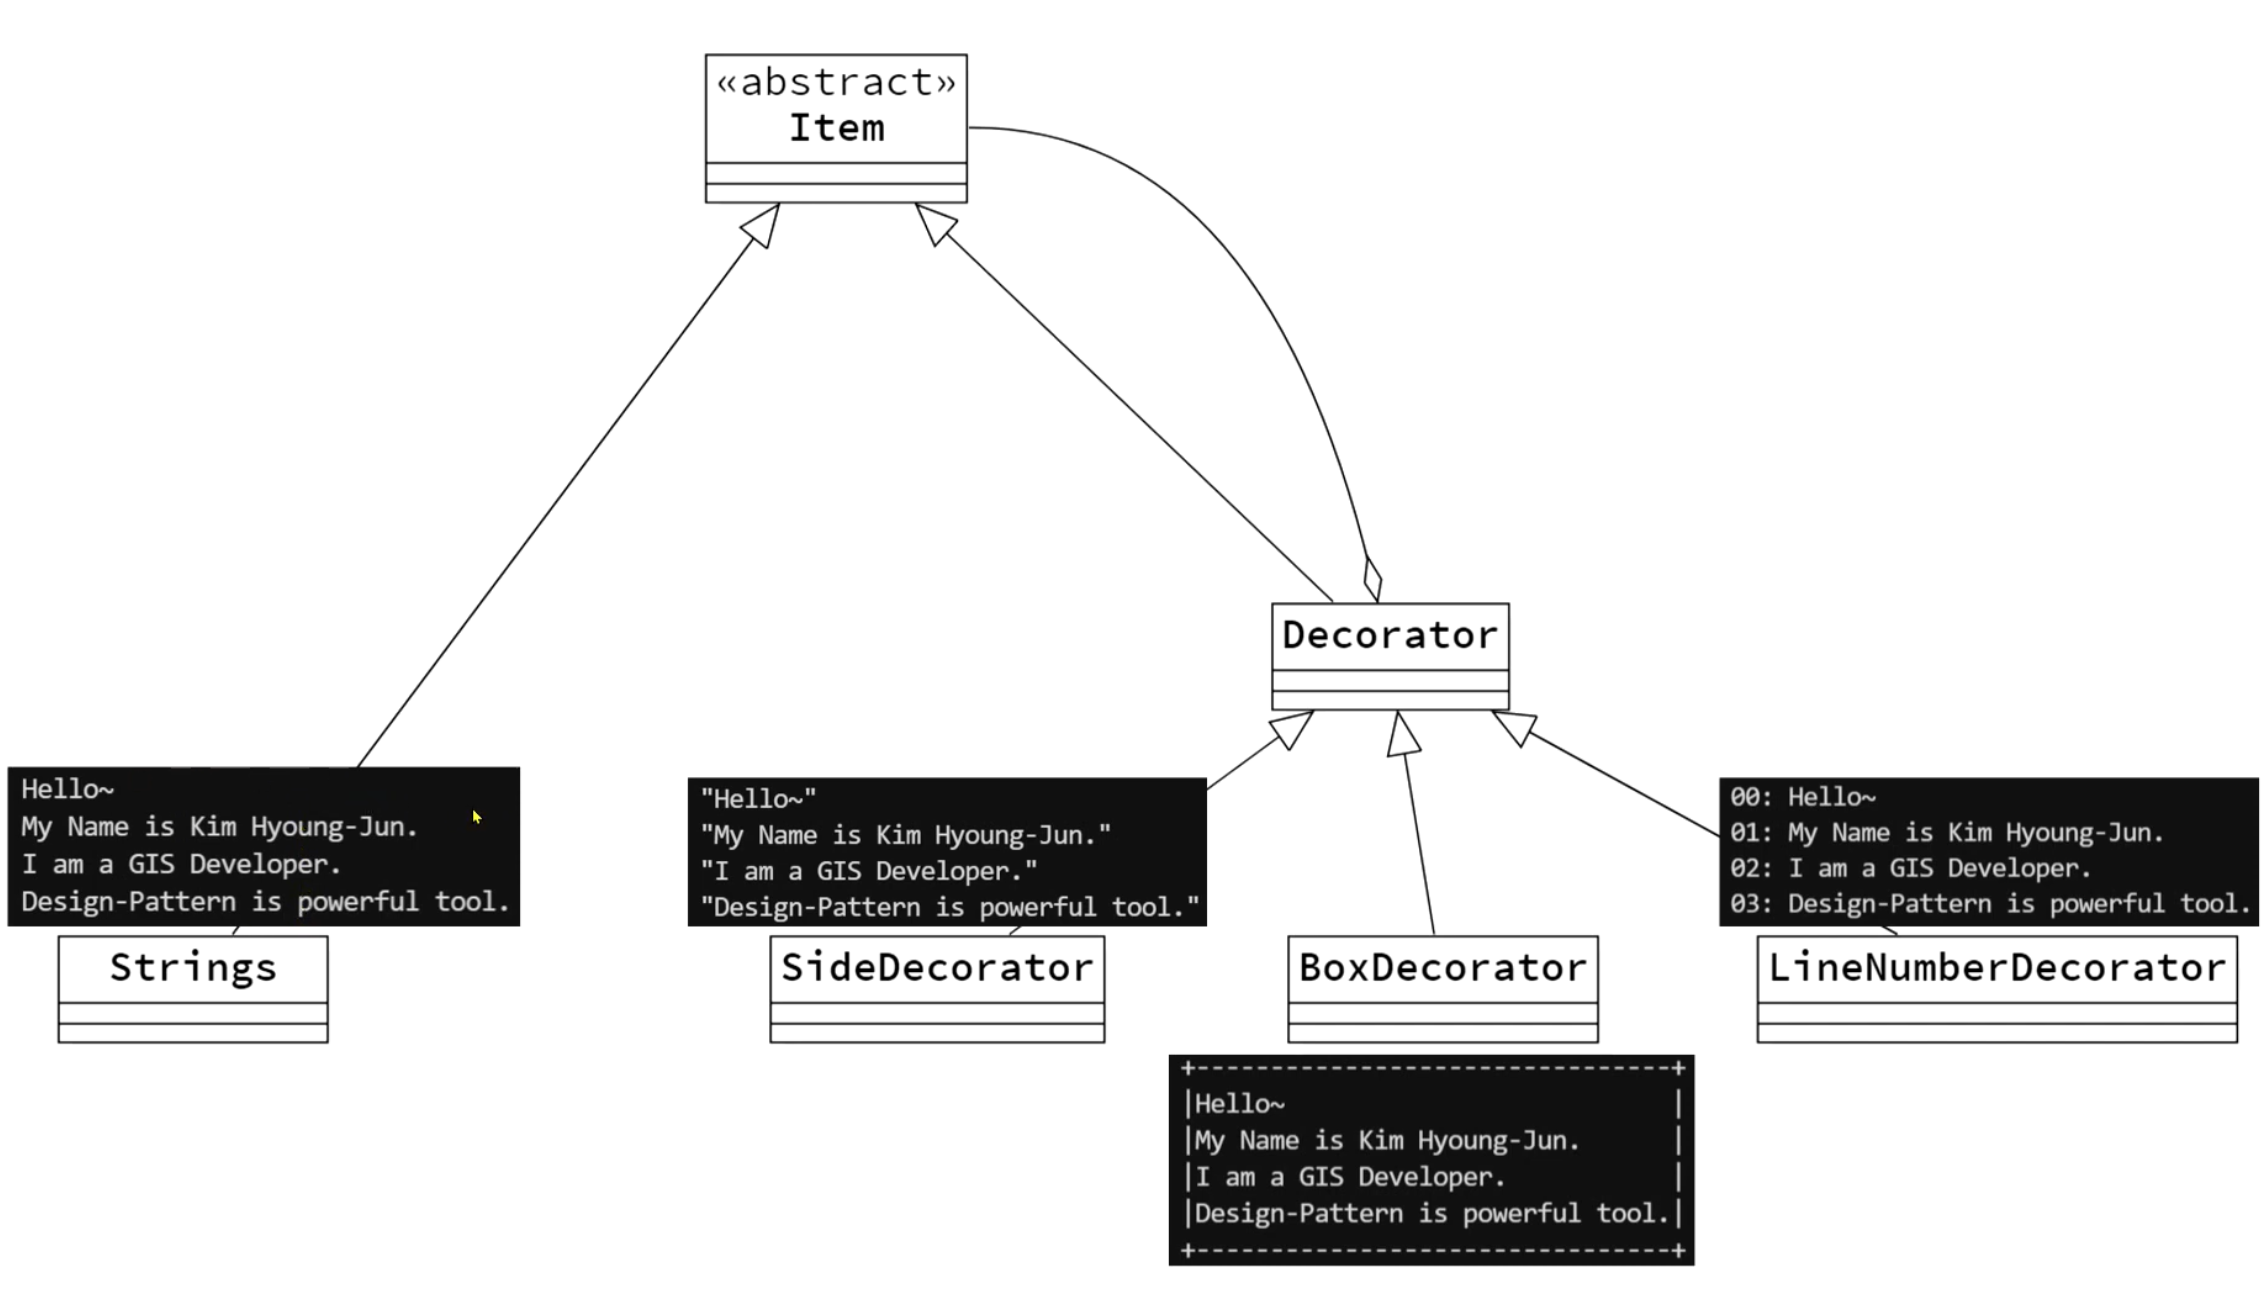 «abstract»
Item
Decorator
Hello~
My Name is Kim Hyoung-Jun.
I am a GIS Developer.
Design-Pattern is powerful tool.
Strings
"Hello~"
"My Name is Kim Hyoung-Jun."
"I am a GIS Developer."
"Design-Pattern is powerful tool."
SideDecorator
BoxDecorator
+--------------------------------+
|Hello~                          |
|My Name is Kim Hyoung-Jun.      |
|I am a GIS Developer.           |
|Design-Pattern is powerful tool.|
+--------------------------------+
00: Hello~
01: My Name is Kim Hyoung-Jun.
02: I am a GIS Developer.
03: Design-Pattern is powerful tool.
LineNumberDecorator